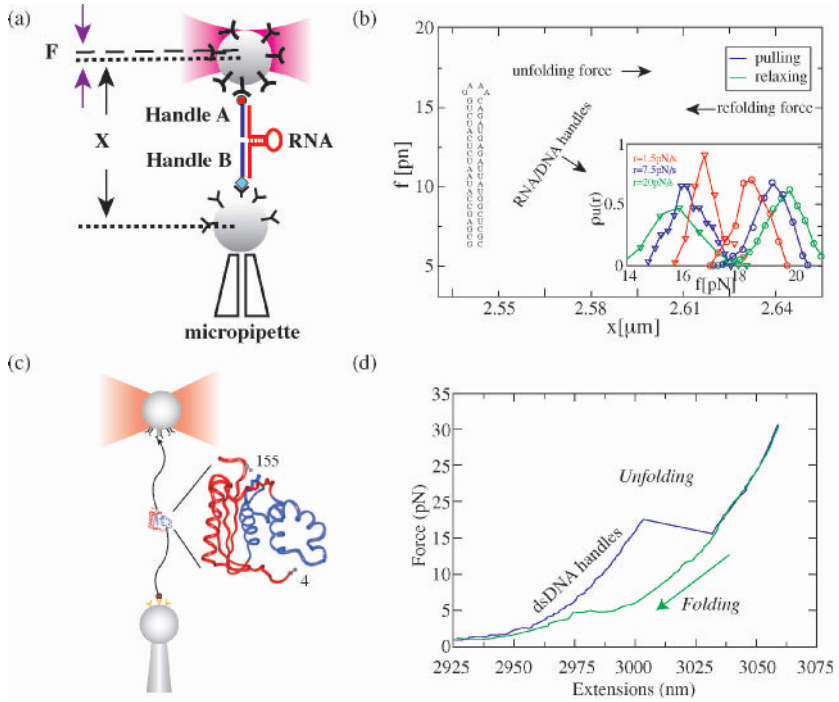 (a)
F
X
Handle A
Handle B
RNA
micropipette
(b)
20
15
10
5
f [pn]
2.55
2.58
2.61
2.64
x[μm]
pulling
relaxing
unfolding force
refolding force
RNA/DNA handles
r=1.5pN/s
r=7.5pN/s
r=20pN/s
1
0.5
0
ρu(r)
14
16
18
20
f[pN]
(c)
155
4
(d)
35
30
25
20
15
10
5
0
Force (pN)
Unfolding
dsDNA handles
Folding
2925
2950
2975
3000
3025
3050
3075
Extensions (nm)